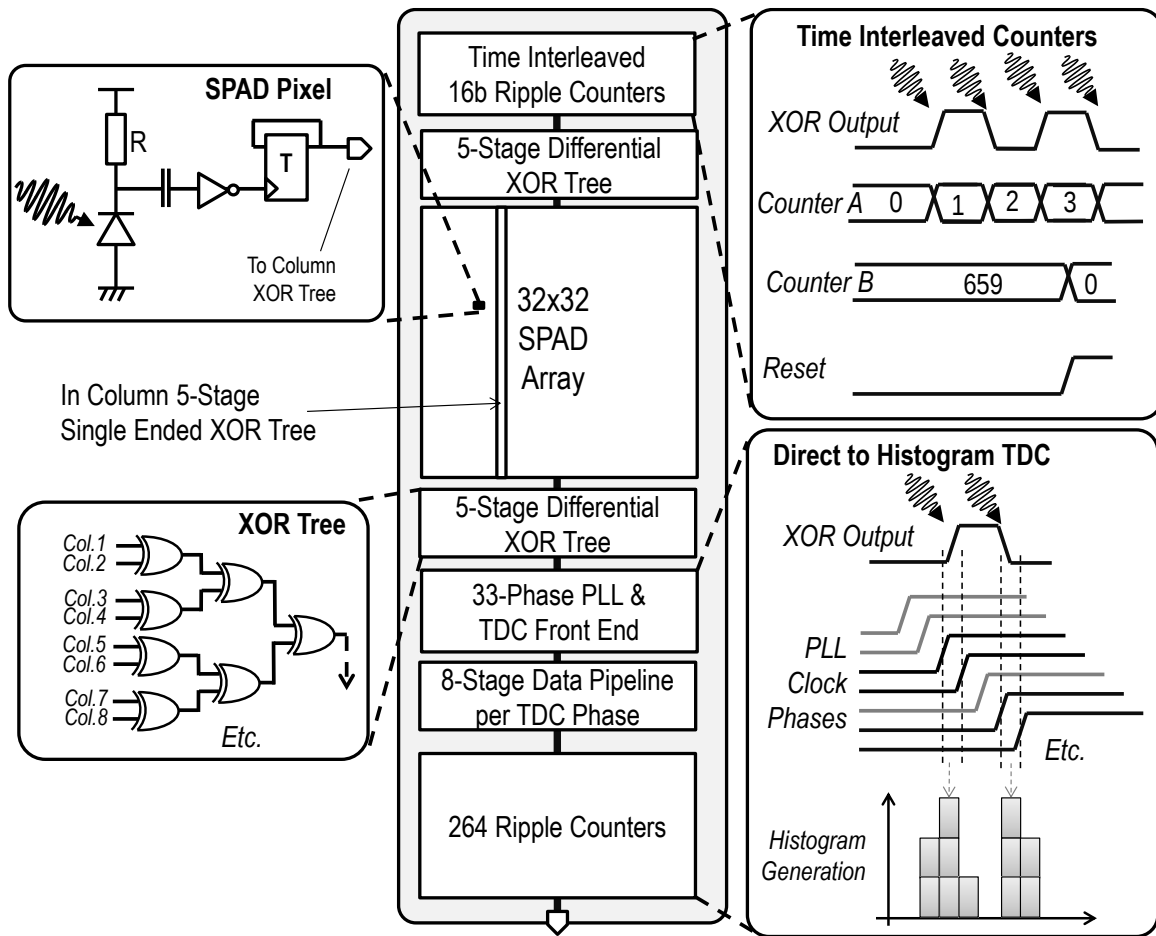 SPAD Pixel
R
T
To Column
XOR Tree
In Column 5-Stage
Single Ended XOR Tree
XOR Tree
Col.1
Col.2
Col.3
Col.4
Col.5
Col.6
Col.7
Col.8
Etc.
Time Interleaved
16b Ripple Counters
5-Stage Differential
XOR Tree
32x32
SPAD
Array
5-Stage Differential
XOR Tree
33-Phase PLL &
TDC Front End
8-Stage Data Pipeline
per TDC Phase
264 Ripple Counters
Time Interleaved Counters
XOR Output
Counter A 0 1 2 3
Counter B 659 0
Reset
Direct to Histogram TDC
XOR Output
PLL
Clock
Phases
Etc.
Histogram
Generation